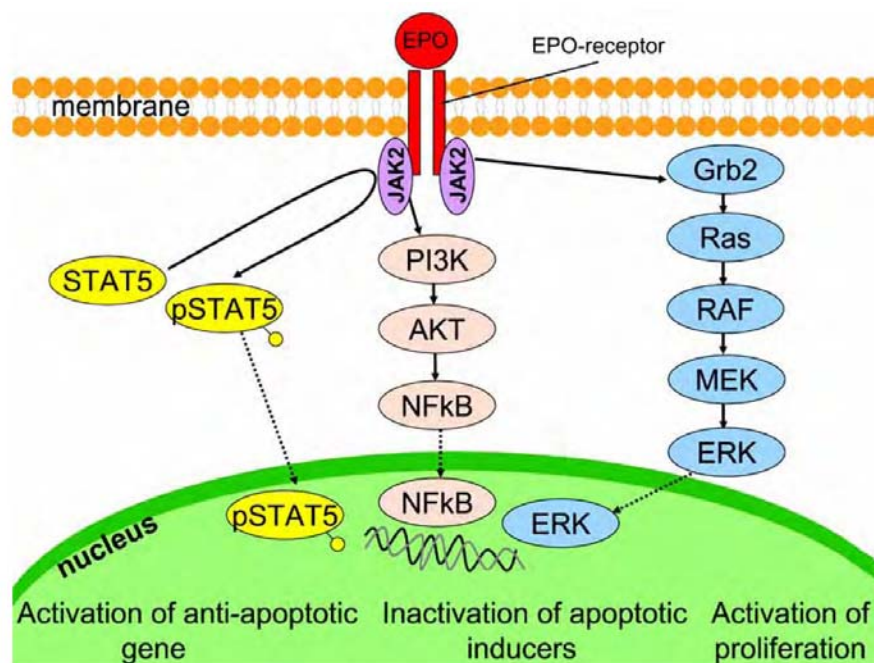 EPO
EPO-receptor
membrane
JAK2
JAK2
Grb2
Ras
PI3K
STAT5
pSTAT5
RAF
AKT
MEK
NFkB
ERK
NFkB
pSTAT5
ERK
nucleus
Activation of anti-apoptotic
gene
Inactivation of apoptotic
inducers
Activation of
proliferation